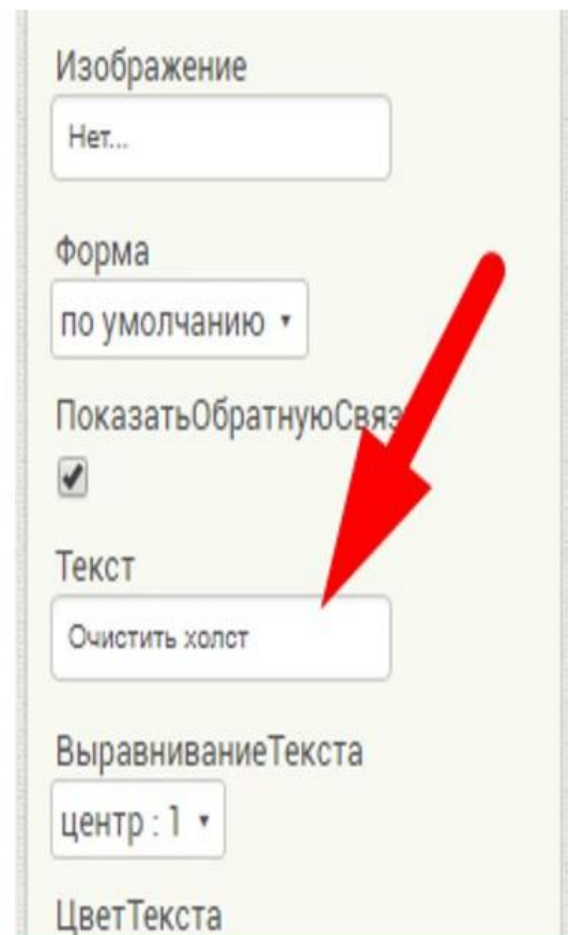 Изображение
Нет...
Форма
по умолчанию
ПоказатьОбратнуюСвяз
Текст
Очистить холст
ВыравниваниеТекста
центр : 1
ЦветТекста